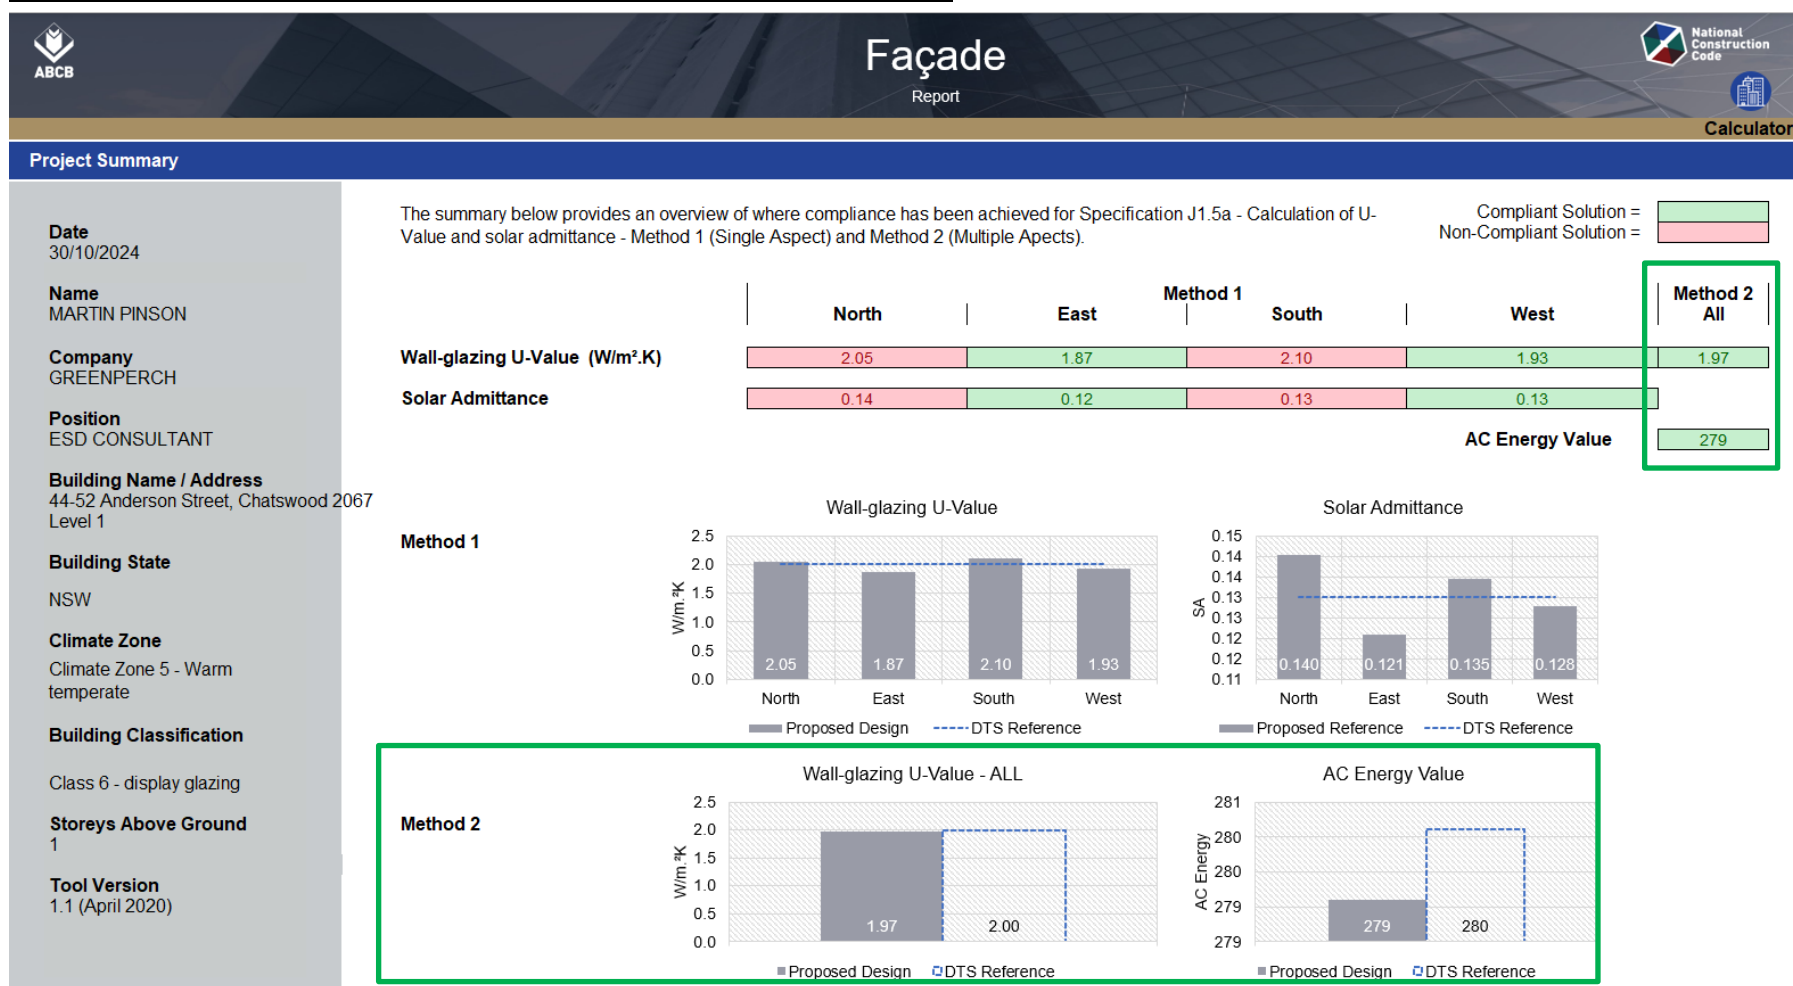 ABCB
Façade
Report
National
Construction
Code
Calculator
Project Summary
Date
30/10/2024
Name
MARTIN PINSON
Company
GREENPERCH
Position
ESD CONSULTANT
Building Name / Address
44-52 Anderson Street, Chatswood 2067
Level 1
Building State
NSW
Climate Zone
Climate Zone 5 - Warm
temperate
Building Classification
Class 6 - display glazing
Storeys Above Ground
1
Tool Version
1.1 (April 2020)
The summary below provides an overview of where compliance has been achieved for Specification J1.5a - Calculation of U-
Value and solar admittance - Method 1 (Single Aspect) and Method 2 (Multiple Apects).
Compliant Solution =
Non-Compliant Solution =
Method 1 Method 2
North East South West All
Wall-glazing U-Value (W/m².K) 2.05 1.87 2.10 1.93 1.97
Solar Admittance 0.14 0.12 0.13 0.13
AC Energy Value 279
Method 1
Wall-glazing U-Value
2.5
2.0
1.5
1.0
0.5
0.0
W/m.²K
2.05 1.87 2.10 1.93
North East South West
Proposed Design DTS Reference
Solar Admittance
0.15
0.14
0.14
0.13
0.13
0.12
0.12
0.11
SA
0.140 0.121 0.135 0.128
North East South West
Proposed Reference DTS Reference
Method 2
Wall-glazing U-Value - ALL
2.5
2.0
1.5
1.0
0.5
0.0
W/m.²K
1.97 2.00
Proposed Design DTS Reference
AC Energy Value
281
280
280
279
279
AC Energy
279 280
Proposed Design DTS Reference